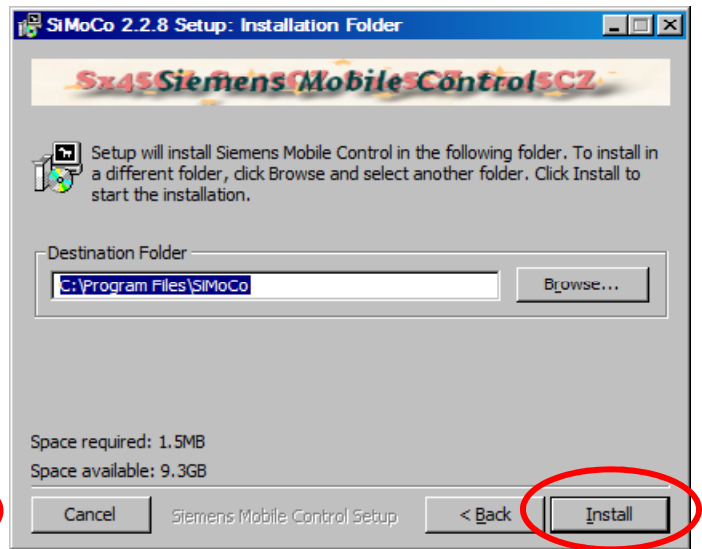 SiMoCo 2.2.8 Setup: Installation Folder
Siemens Mobile Control
Setup will install Siemens Mobile Control in the following folder. To install in
a different folder, click Browse and select another folder. Click Install to
start the installation.
Destination Folder
C:\Program Files\SiMoCo
Browse...
Space required: 1.5MB
Space available: 9.3GB
Cancel
Siemens Mobile Control Setup
< Back
Install